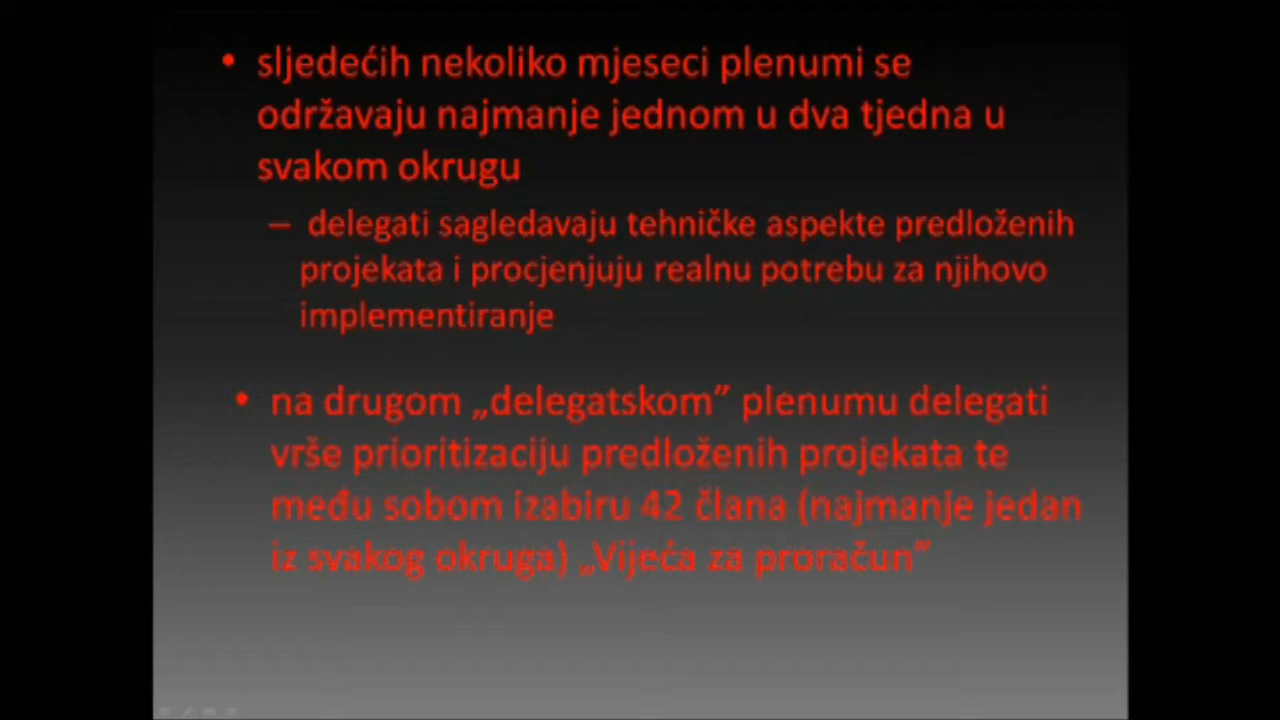 • sljedećih nekoliko mjeseci plenumi se
održavaju najmanje jednom u dva tjedna u
svakom okrugu
– delegati sagledavaju tehničke aspekte predloženih
projekata i procjenjuju realnu potrebu za njihovo
implementiranje
• na drugom „delegatskom” plenumu delegati
vrše prioritizaciju predloženih projekata te
među sobom izabiru 42 člana (najmanje jedan
iz svakog okruga) „Vijeća za proračun”